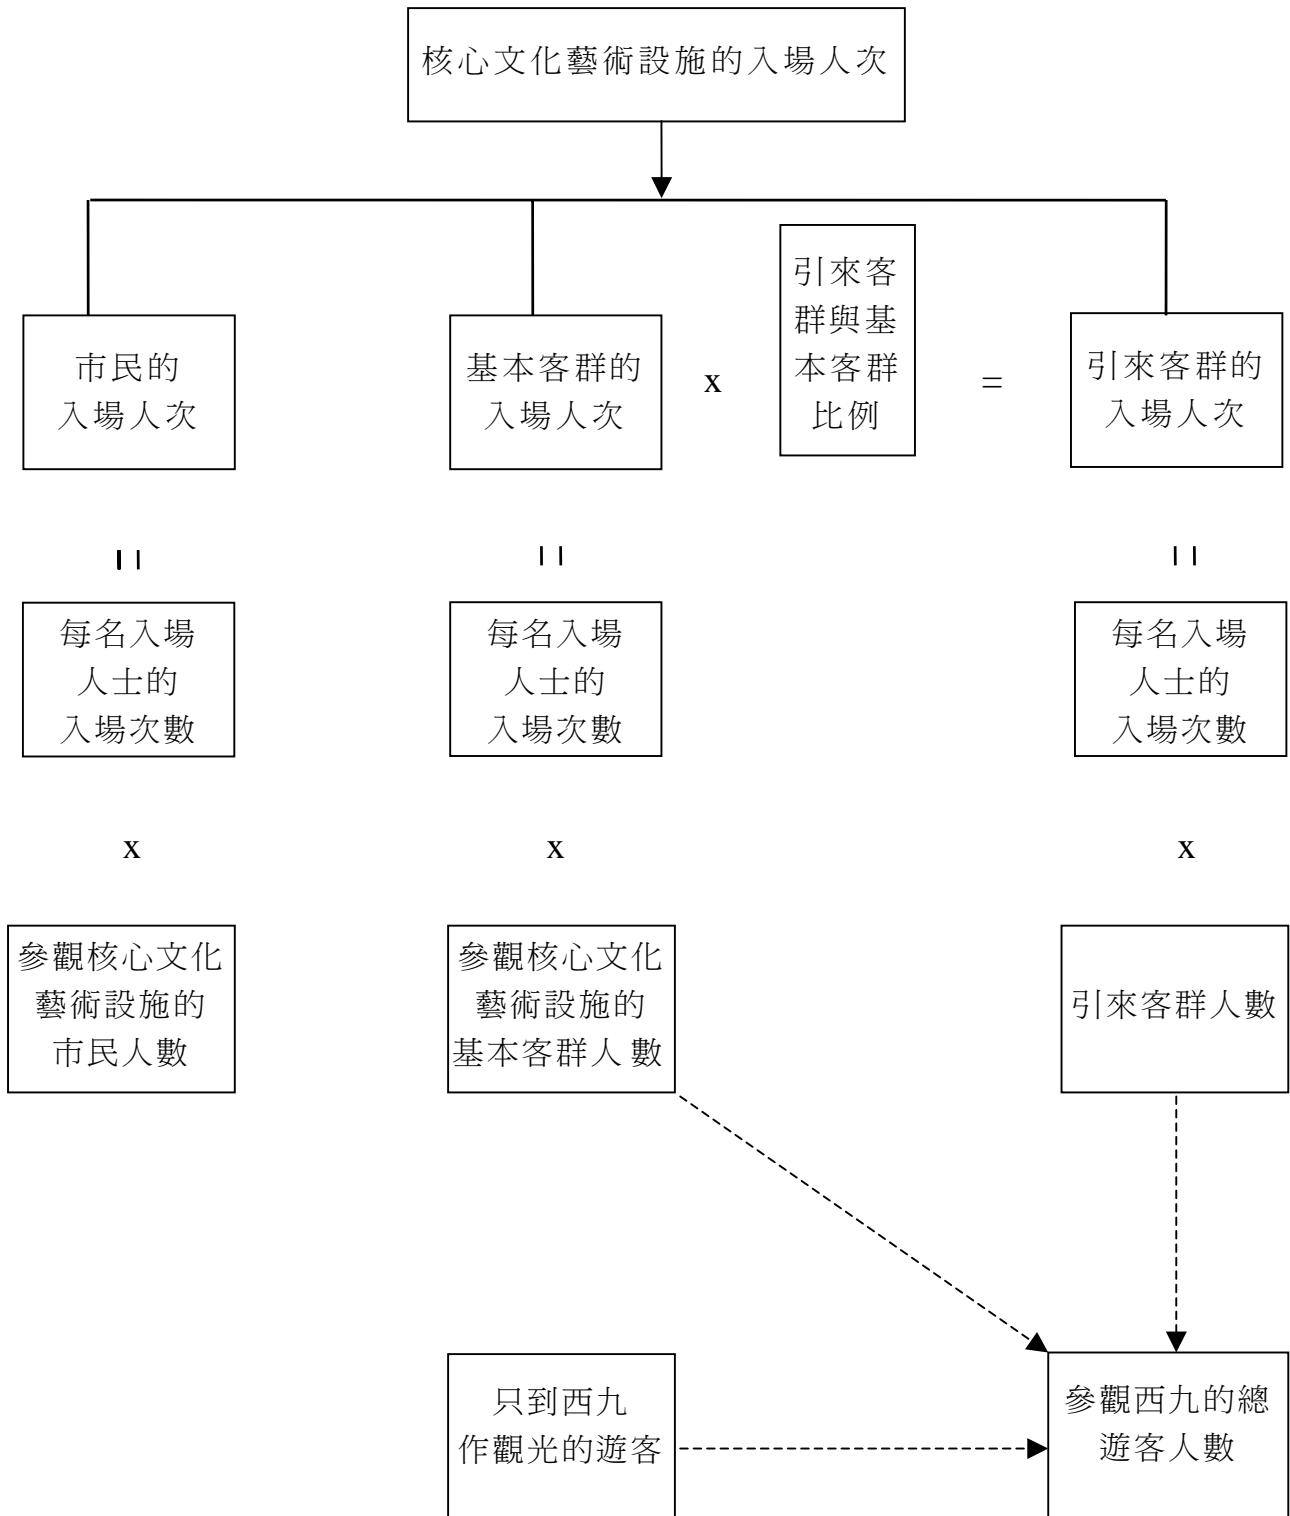 核心文化藝術設施的入場人次
引來客
群與基
本客群
比例
市民的
入場人次
基本客群的
入場人次
x
=
引來客群的
入場人次
=
=
=
每名入場
人士的
入場次數
每名入場
人士的
入場次數
每名入場
人士的
入場次數
x
x
x
參觀核心文化
藝術設施的
市民人數
參觀核心文化
藝術設施的
基本客群人數
引來客群人數
只到西九
作觀光的遊客
參觀西九的總
遊客人數